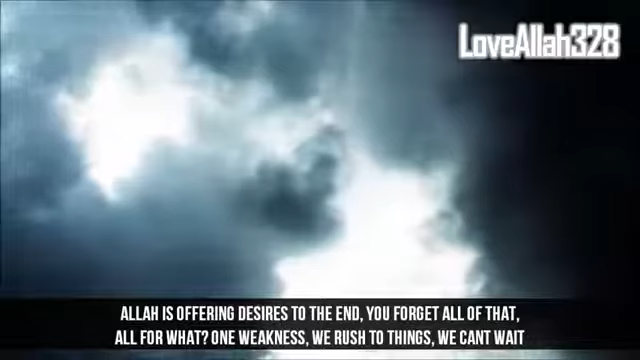 LoveAllah328
ALLAH IS OFFERING DESIRES TO THE END, YOU FORGET ALL OF THAT,
ALL FOR WHAT? ONE WEAKNESS, WE RUSH TO THINGS, WE CANT WAIT